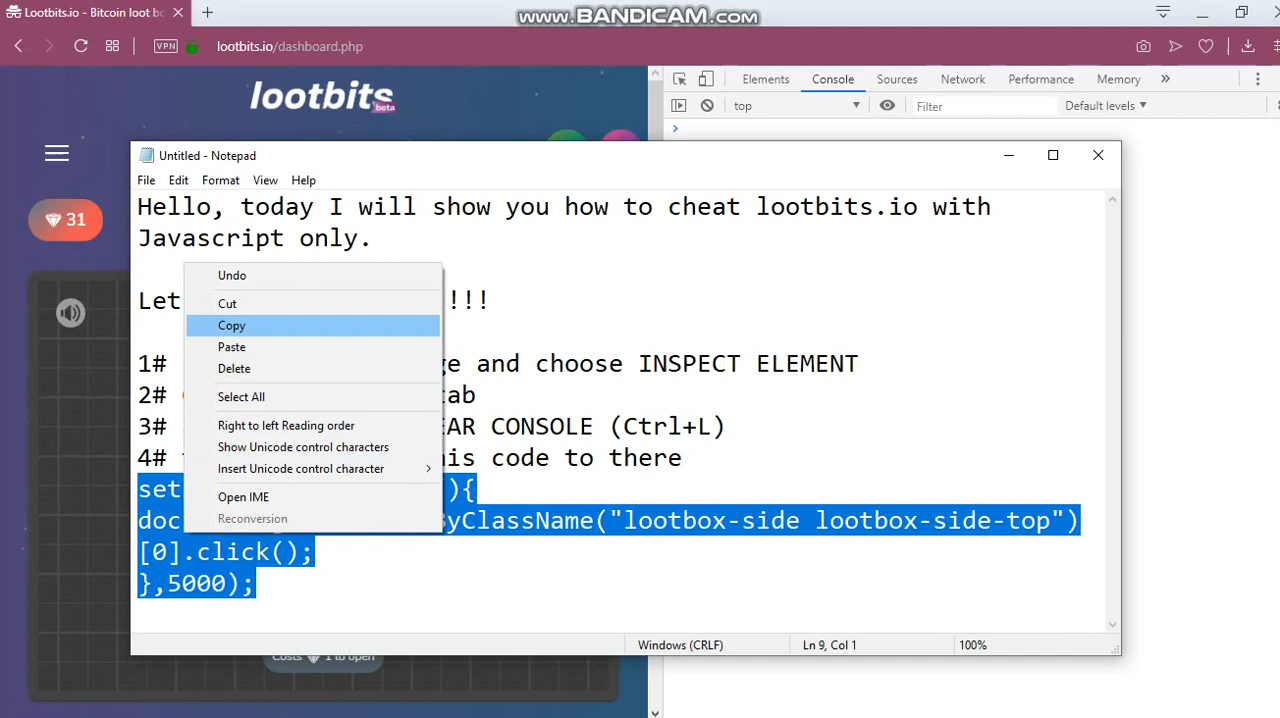 Lootbits.io - Bitcoin loot bo
www.BANDICAM.com
VPN
lootbits.io/dashboard.php
lootbits
beta
Elements
Console
Sources
Network
Performance
Memory
»
top
Filter
Default levels
31
Untitled - Notepad
File
Edit
Format
View
Help
Hello, today I will show you how to cheat lootbits.io with
Javascript only.
Let !!!
1# ge and choose INSPECT ELEMENT
2# tab
3# EAR CONSOLE (Ctrl+L)
4# his code to there
set ){
doc ByClassName("lootbox-side lootbox-side-top")
[0].click();
},5000);
Undo
Cut
Copy
Paste
Delete
Select All
Right to left Reading order
Show Unicode control characters
Insert Unicode control character
Open IME
Reconversion
Windows (CRLF)
Ln 9, Col 1
100%
Costs 1 to open